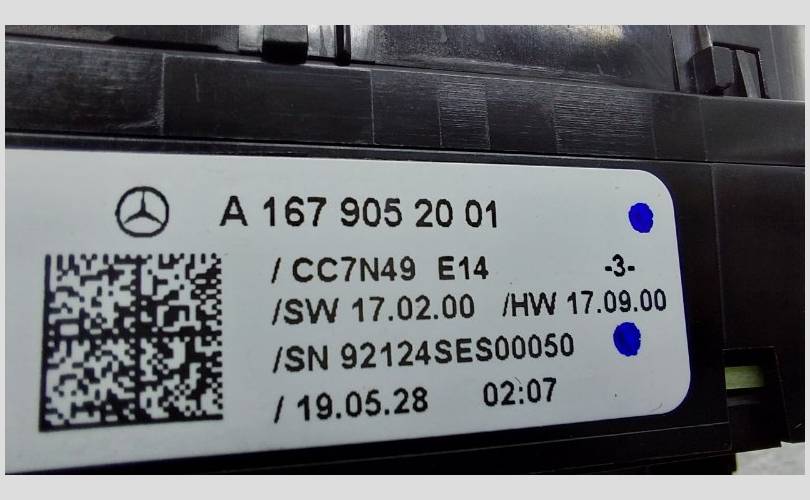 A 167 905 20 01
/ CC7N49 E14 -3-
/SW 17.02.00 /HW 17.09.00
/SN 92124SES00050
/ 19.05.28 02:07